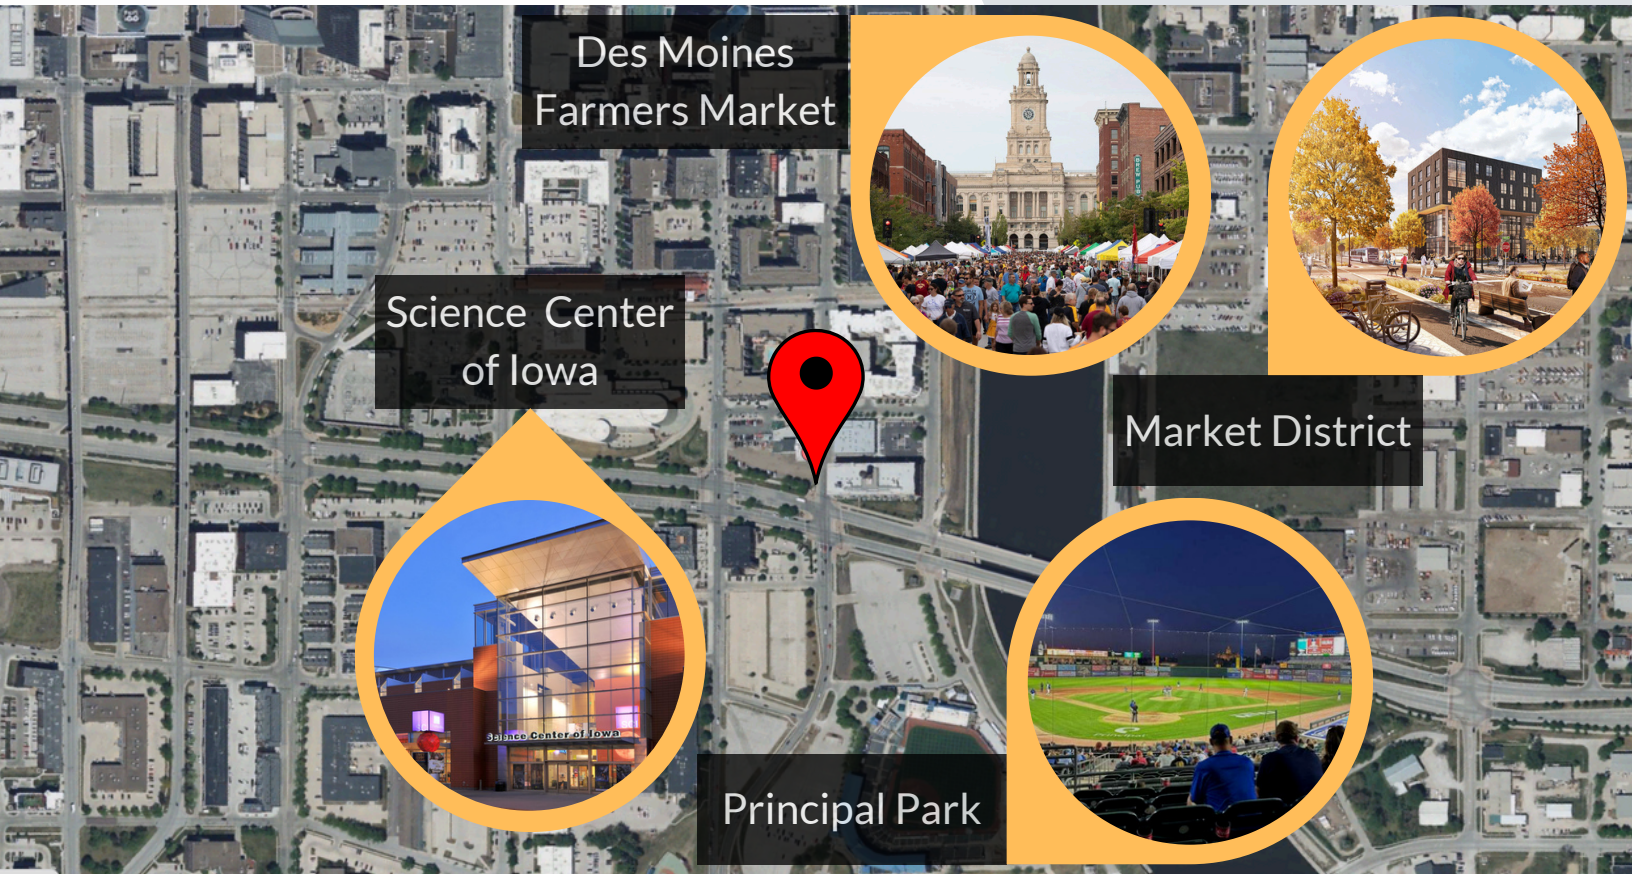 Des Moines
Farmers Market
Science Center
of Iowa
Market District
Science Center of Iowa
Principal Park